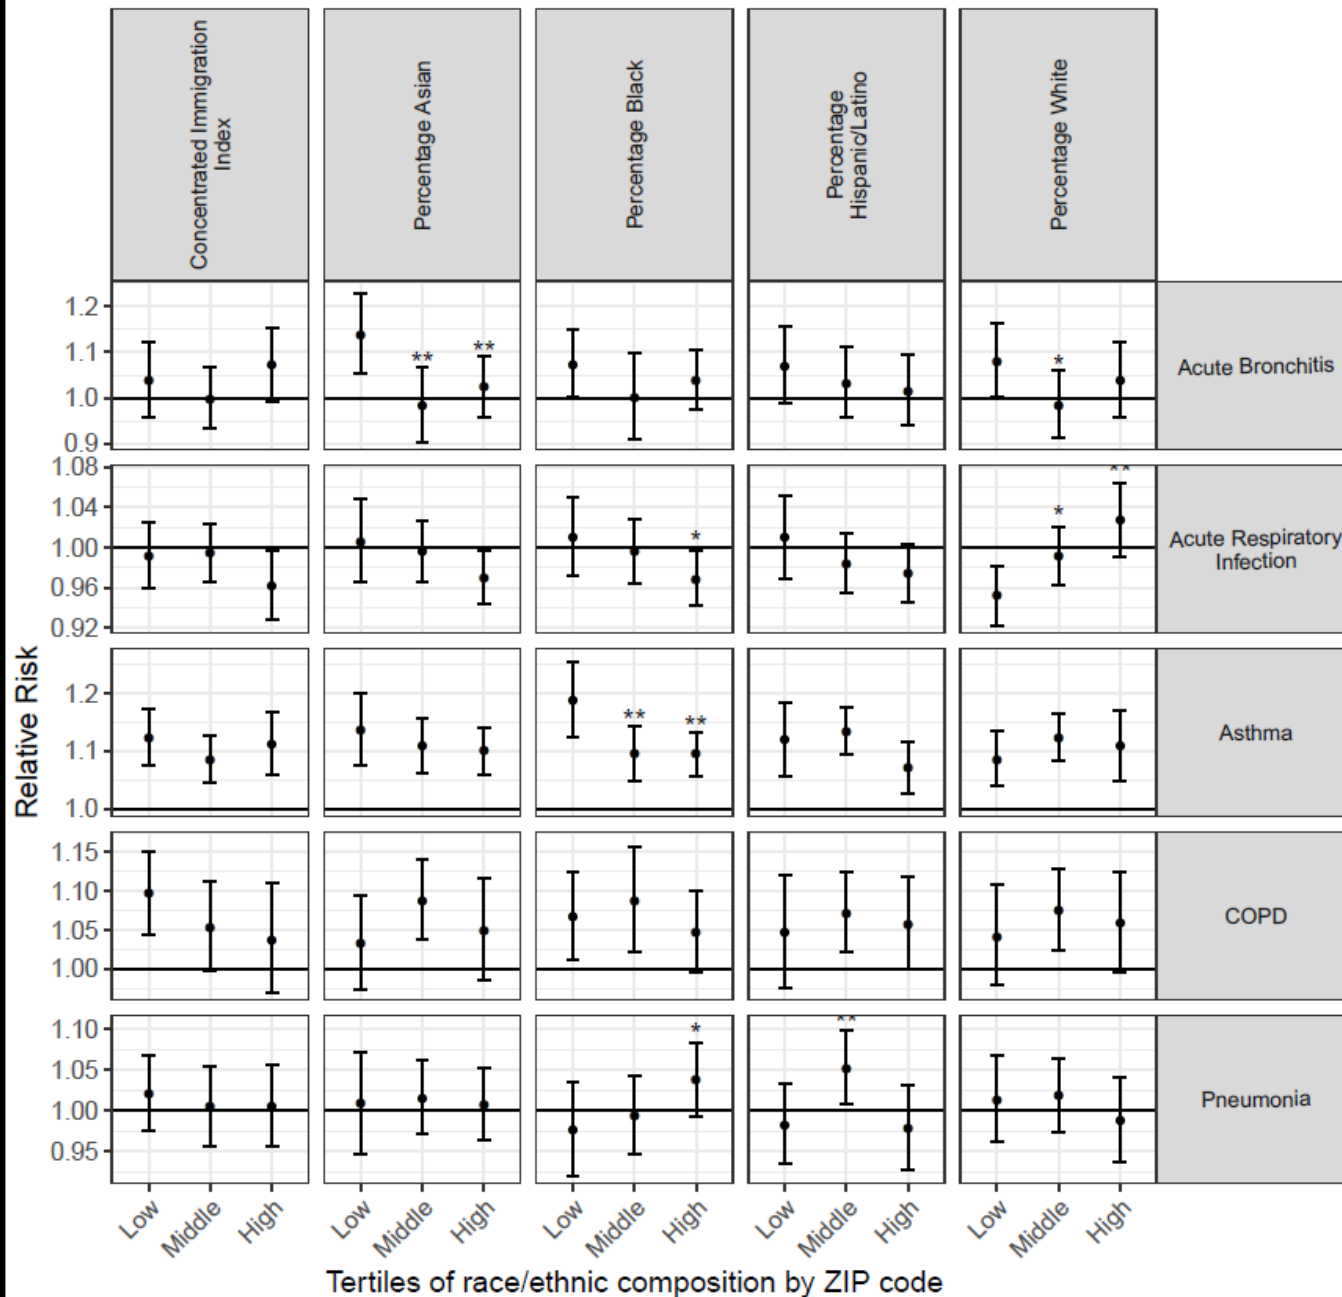 Concentrated Immigration
Index
Percentage Asian
Percentage Black
Percentage
Hispanic/Latino
Percentage White
Relative Risk
1.2
1.1
1.0
0.9
** **
*
Acute Bronchitis
1.08
1.04
1.00
0.96
0.92
*
* **
Acute Respiratory
Infection
1.2
1.1
1.0
** **
Asthma
1.15
1.10
1.05
1.00
COPD
1.10
1.05
1.00
0.95
*
**
Pneumonia
Low Middle High Low Middle High Low Middle High Low Middle High Low Middle High
Tertiles of race/ethnic composition by ZIP code